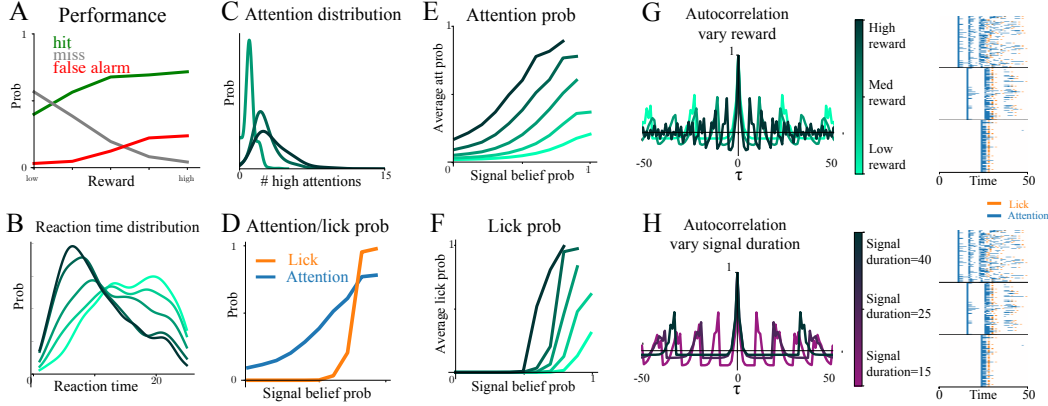 A
Performance
hit
miss
false alarm
Prob
1
0
low
high
Reward
C
Attention distribution
Prob
0
15
# high attentions
E
Attention prob
Average att prob
1
0
0
1
Signal belief prob
G
Autocorrelation
vary reward
1
-50
0
50
τ
High
reward
Med
reward
Low
reward
0
50
Time
B
Reaction time distribution
Prob
0
20
Reaction time
D
Attention/lick prob
Lick
Attention
Prob
1
0
Signal belief prob
F
Lick prob
Average lick prob
1
0
1
Signal belief prob
H
Autocorrelation
vary signal duration
1
-50
0
50
τ
Signal
duration=40
Signal
duration=25
Signal
duration=15
Lick
Attention
0
50
Time